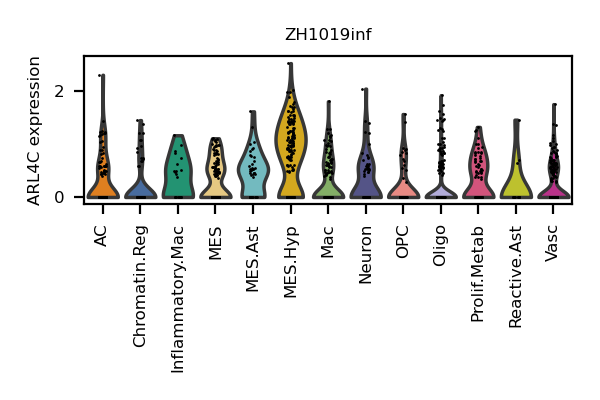 ZH1019inf
ARL4C expression
2
0
AC
Chromatin.Reg
Inflammatory.Mac
MES
MES.Ast
MES.Hyp
Mac
Neuron
OPC
Oligo
Prolif.Metab
Reactive.Ast
Vasc